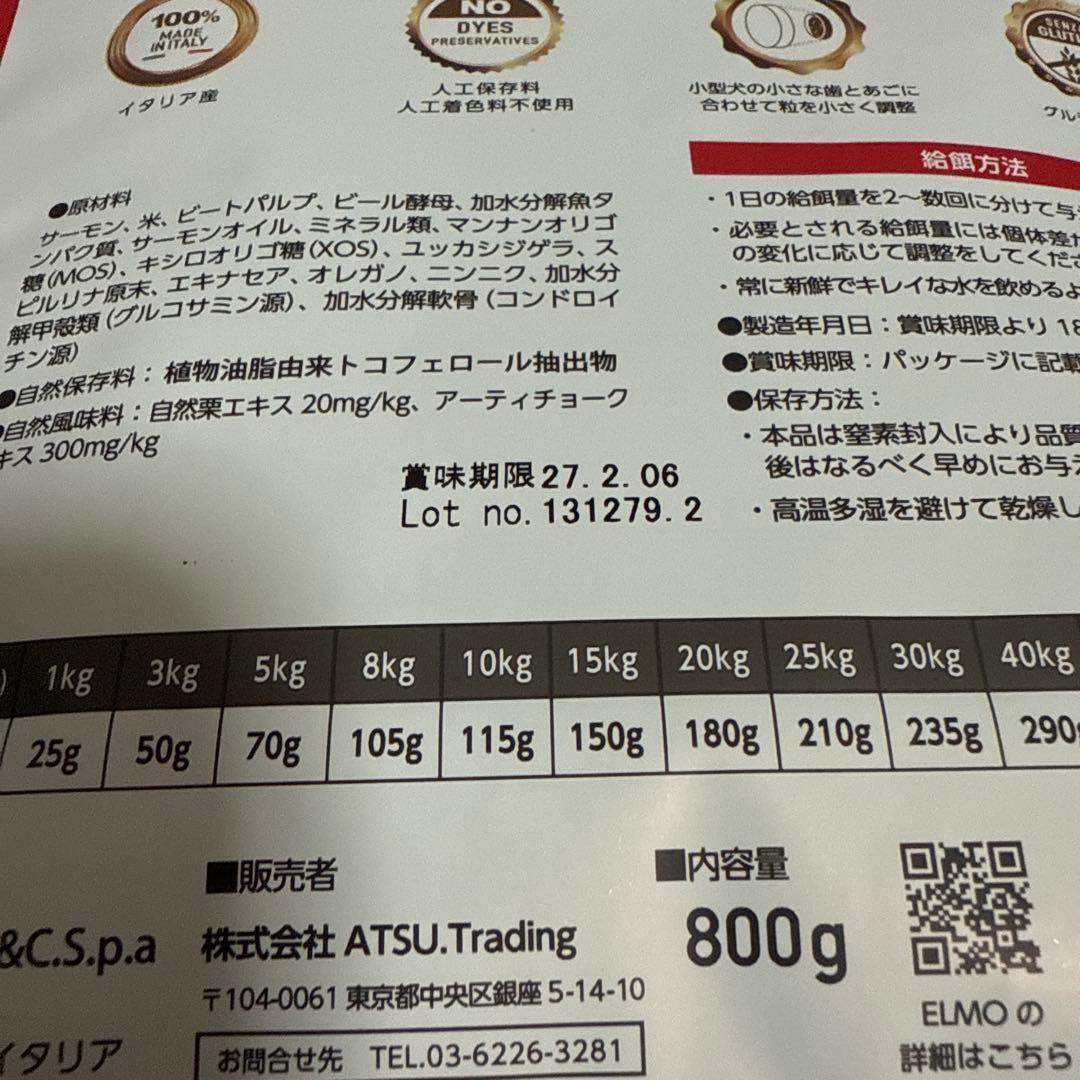 100%
MADE
IN ITALY
イタリア産
NO
DYES
PRESERVATIVES
人工保存料
人工着色料不使用
小型犬の小さな歯とあごに
合わせて粒を小さく調整
●原材料
サーモン、米、ビートパルプ、ビール酵母、加水分解魚タ
ンパク質、サーモンオイル、ミネラル類、マンナンオリゴ
糖(MOS)、キシロオリゴ糖(XOS)、ユッカシジゲラ、ス
ピルリナ原末、エキナセア、オレガノ、ニンニク、加水分
解甲殻類(グルコサミン源)、加水分解軟骨(コンドロイ
チン源)
●自然保存料：植物油脂由来トコフェロール抽出物
●自然風味料：自然栗エキス 20mg/kg、アーティチョーク
キス 300mg/kg
賞味期限27. 2. 06
Lot no. 131279. 2
給餌方法
・1日の給餌量を2〜数回に分けて与
・必要とされる給餌量には個体差
の変化に応じて調整をしてくださ
・常に新鮮でキレイな水を飲めるよ
●製造年月日：賞味期限より 18
●賞味期限：パッケージに記載
●保存方法：
・本品は窒素封入により品質
後はなるべく早めにお与え
・高温多湿を避けて乾燥し
) 1kg 3kg 5kg 8kg 10kg 15kg 20kg 25kg 30kg 40kg
25g 50g 70g 105g 115g 150g 180g 210g 235g 290g
&C.S.p.a
イタリア
■販売者
株式会社 ATSU.Trading
〒104-0061 東京都中央区銀座 5-14-10
お問合せ先 TEL.03-6226-3281
■内容量
800g
ELMO の
詳細はこちら